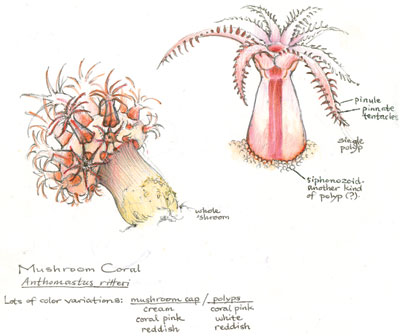 pinule
pinnate
tentacles
single
polyp
siphonozoid-
another kind
of polyp (?)
whole
'shroom
Mushroom Coral
Anthomastus ritteri
Lots of color variations: mushroom cap / polyps
cream coral pink
coral pink white
reddish reddish